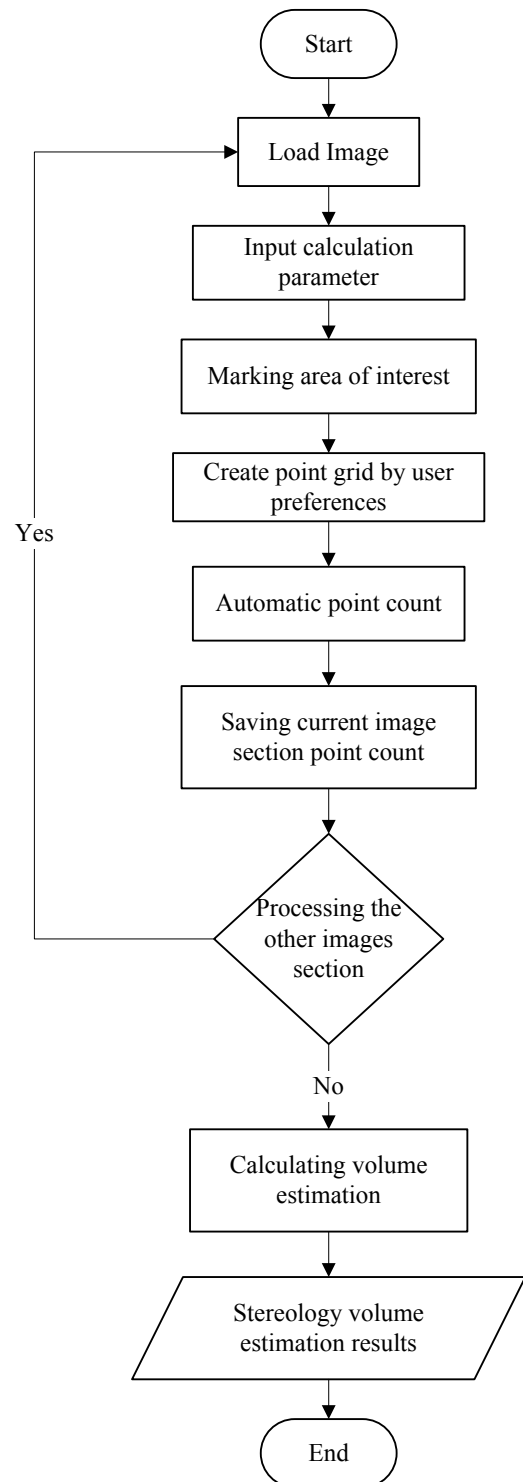 Start
Load Image
Input calculation
parameter
Marking area of interest
Create point grid by user
preferences
Yes
Automatic point count
Saving current image
section point count
Processing the
other images
section
No
Calculating volume
estimation
Stereology volume
estimation results
End